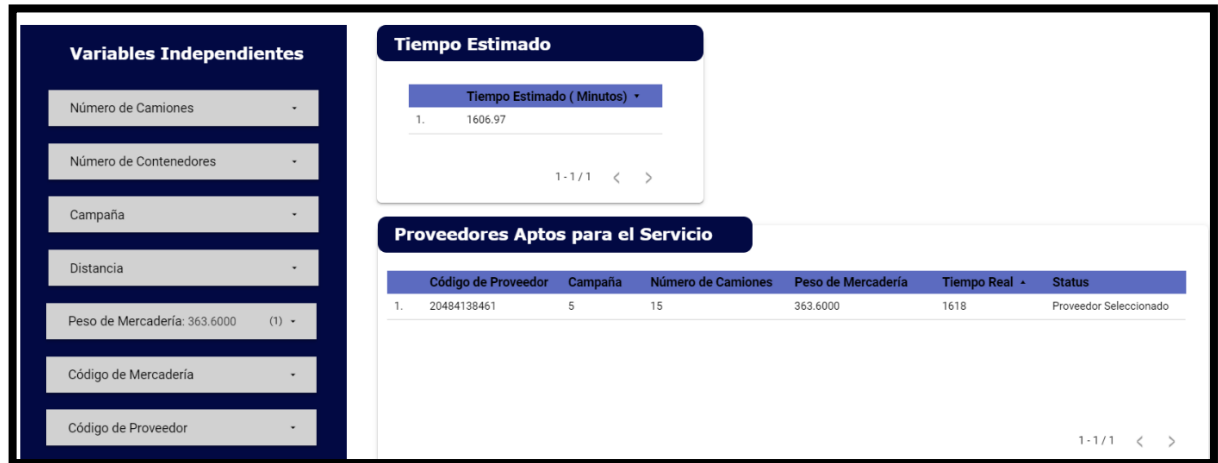 Variables Independientes
Número de Camiones
Número de Contenedores
Campaña
Distancia
Peso de Mercadería: 363.6000 (1)
Código de Mercadería
Código de Proveedor
Tiempo Estimado
Tiempo Estimado ( Minutos)
1. 1606.97
1-1/1 < >
Proveedores Aptos para el Servicio
Código de Proveedor Campaña Número de Camiones Peso de Mercadería Tiempo Real Status
1. 20484138461 5 15 363.6000 1618 Proveedor Seleccionado
1-1/1 < >